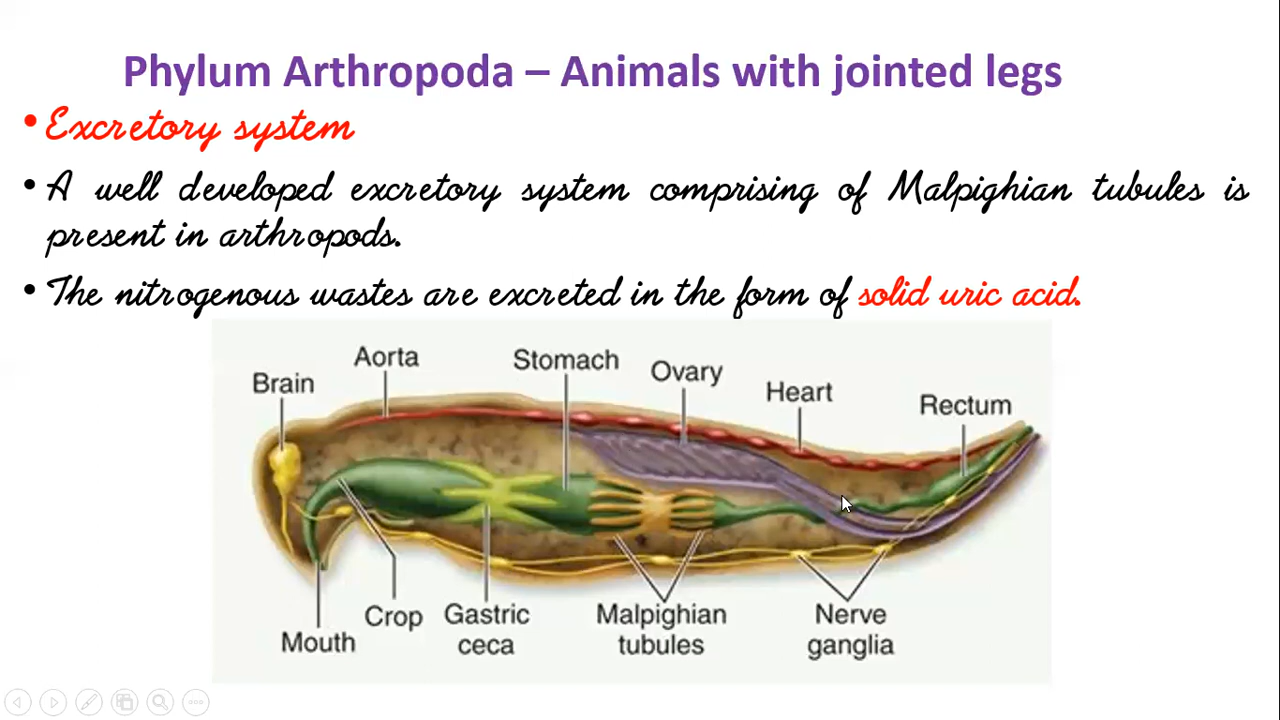 Phylum Arthropoda – Animals with jointed legs
• Excretory system
• A well developed excretory system comprising of Malpighian tubules is
present in arthropods.
• The nitrogenous wastes are excreted in the form of solid uric acid.
Aorta
Stomach
Ovary
Brain
Heart
Rectum
Crop
Gastric
ceca
Malpighian
tubules
Nerve
ganglia
Mouth